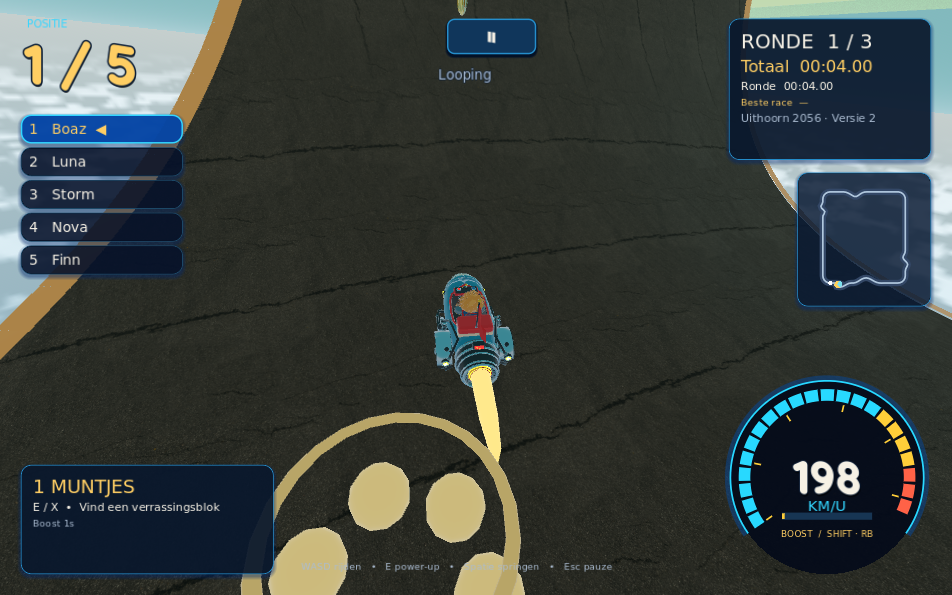 POSITIE
1 / 5
1 Boaz ◀
2 Luna
3 Storm
4 Nova
5 Finn
Looping
RONDE 1 / 3
Totaal 00:04.00
Ronde 00:04.00
Beste race —
Uithoorn 2056 · Versie 2
1 MUNTJES
E / X • Vind een verrassingsblok
Boost 1s
• E power-up • • Esc pauze
198
KM/U
BOOST / SHIFT · RB